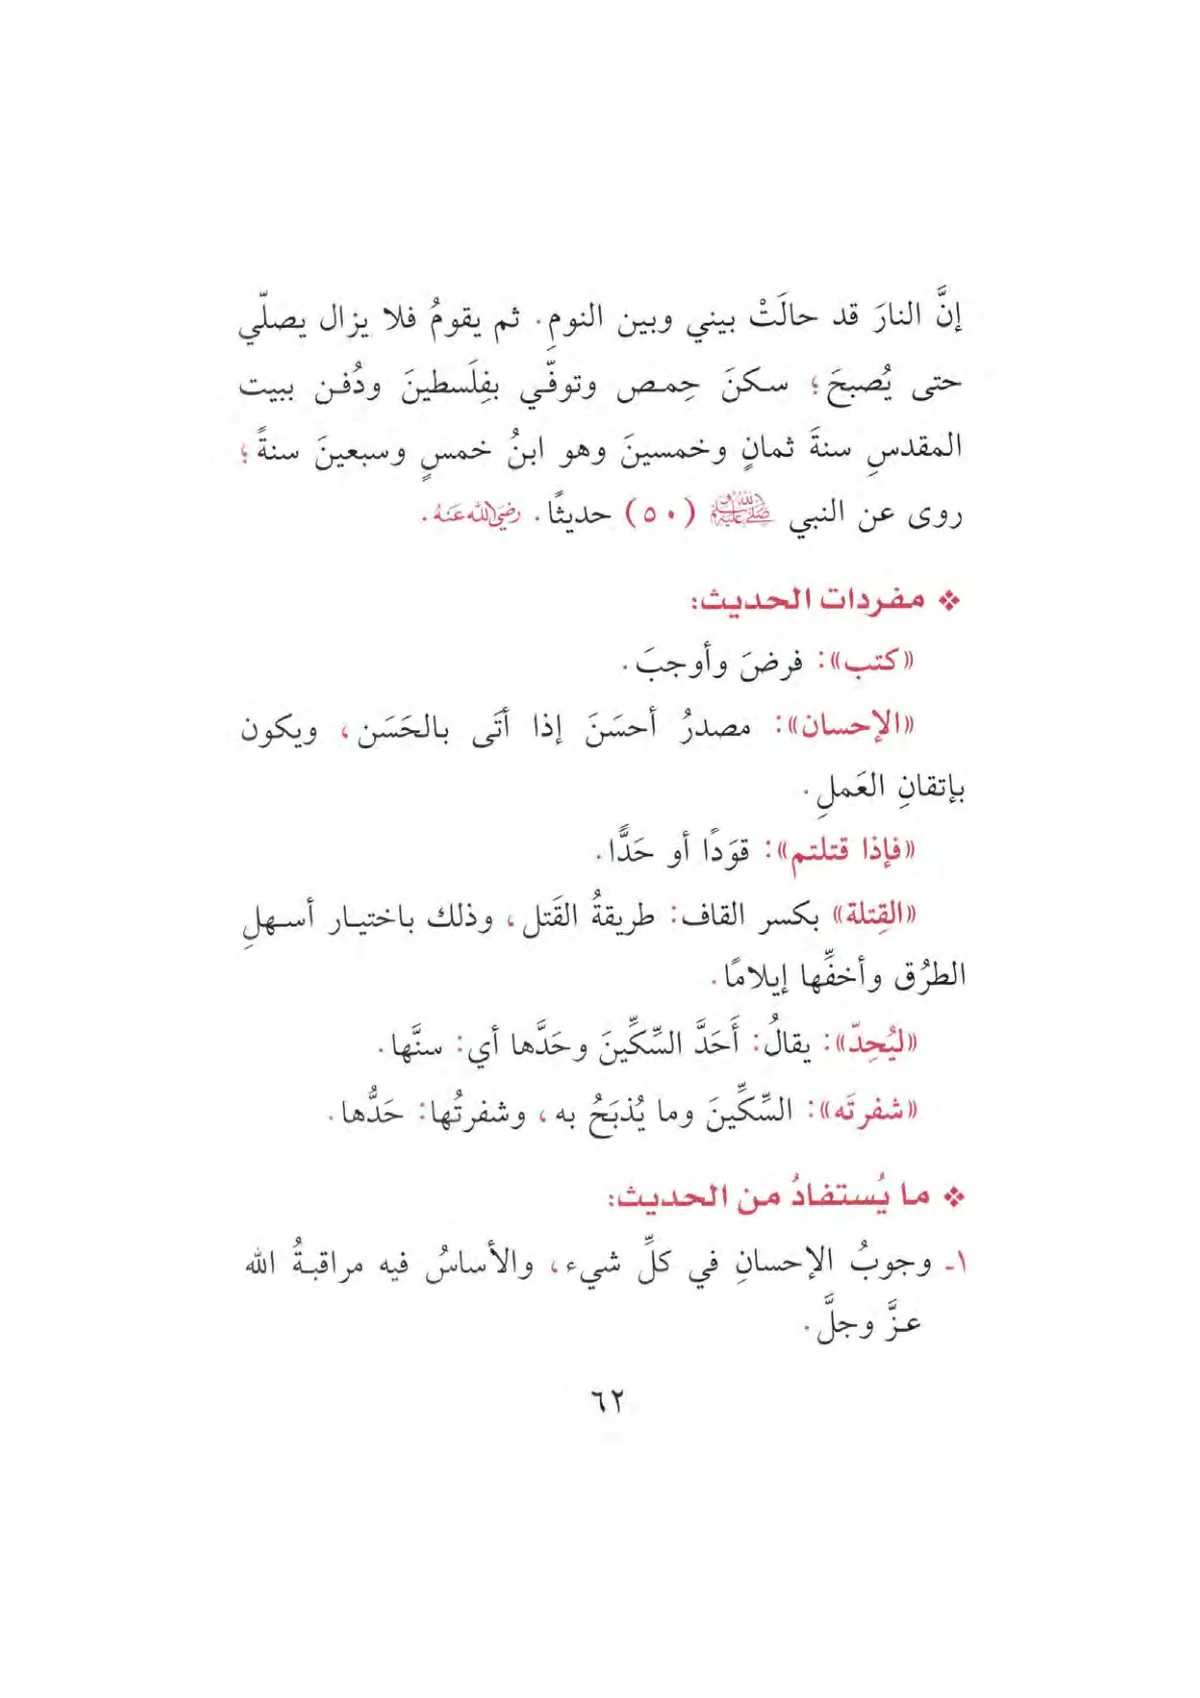 إنَّ النارَ قد حالَتْ بيني وبين النومِ. ثم يقومُ فلا يزال يصلّي
حتى يُصبحَ؛ سكنَ حِمص وتوفّي بفِلَسطينَ ودُفن ببيت
المقدسِ سنةَ ثمانٍ وخمسينَ وهو ابنُ خمسٍ وسبعينَ سنةً؛
روى عن النبي ﷺ (٥٠) حديثًا. رضي الله عنه.
❖ مفردات الحديث:
«كتب»: فرضَ وأوجبَ.
«الإحسان»: مصدرُ أحسَنَ إذا أتَى بالحَسَن، ويكون
بإتقانِ العَملِ.
«فإذا قتلتم»: قوَدًا أو حَدًّا.
«القِتلة» بكسر القاف: طريقةُ القَتل، وذلك باختيار أسهلِ
الطرُق وأخفِّها إيلامًا.
«ليُحِدّ»: يقالُ: أَحَدَّ السِّكِّينَ وحَدَّها أي: سنَّها.
«شفرتَه»: السِّكِّينَ وما يُذبَحُ به، وشفرتُها: حَدُّها.
❖ ما يُستفادُ من الحديث:
١ـ وجوبُ الإحسانِ في كلِّ شيء، والأساسُ فيه مراقبةُ الله
عزَّ وجلَّ.
٦٢